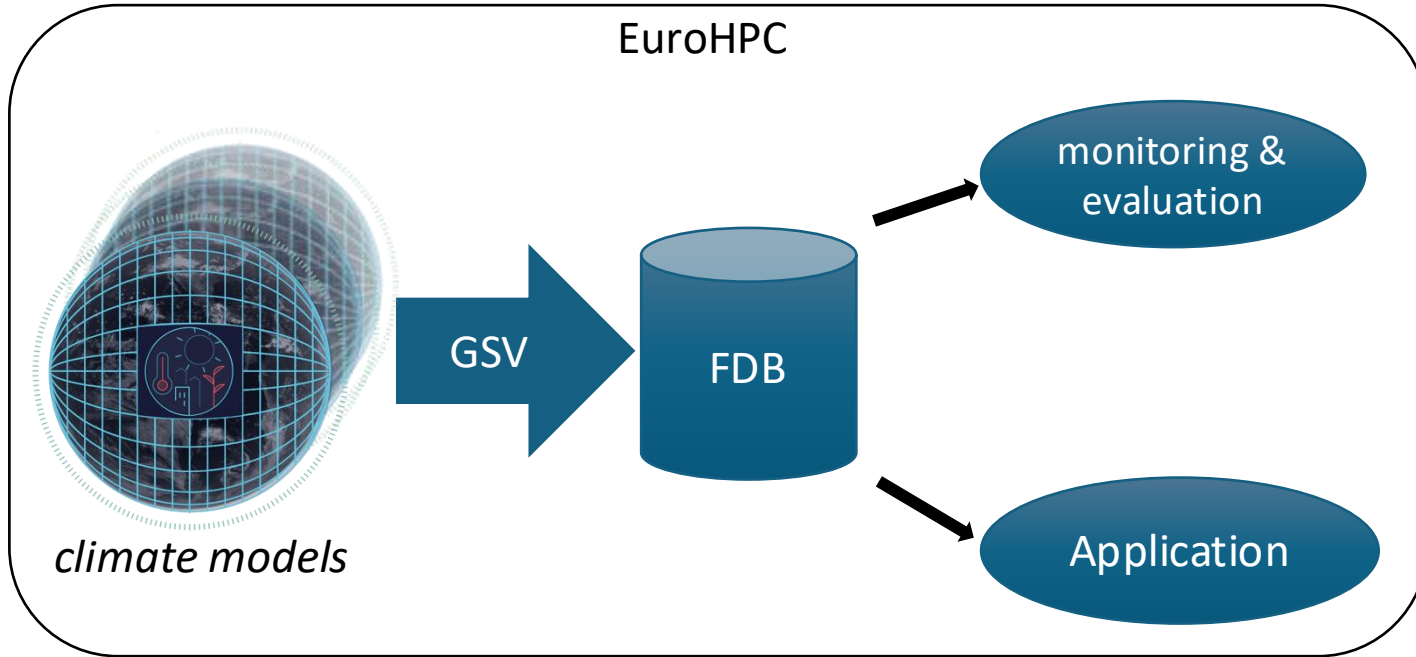 EuroHPC
monitoring &
evaluation
GSV
FDB
climate models
Application